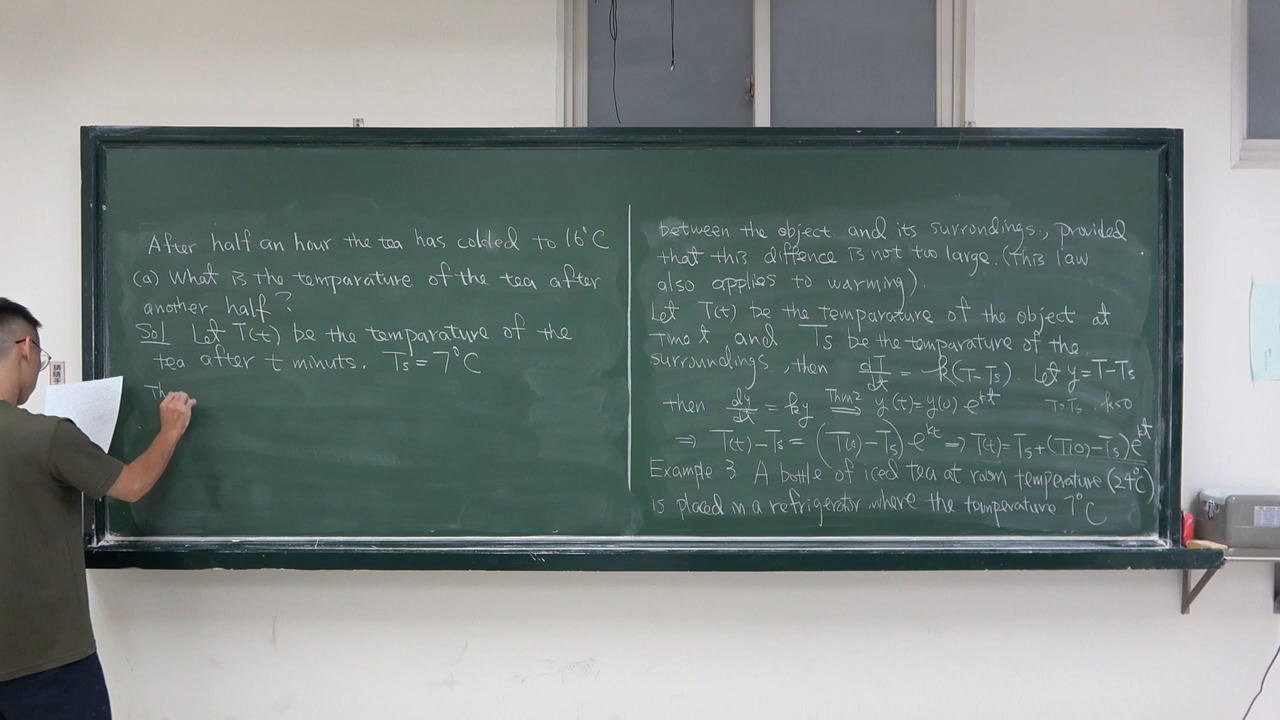 After half an hour the tea has colded to 16°C
(a) What is the temparature of the tea after
another half?
Sol Let T(t) be the temparature of the
tea after t minuts. Ts = 7°C
Th
between the object and its surrondings, provided
that this diffence is not too large. (This law
also applies to warming).
Let T(t) be the temparature of the object at
time t and Ts be the temparature of the
surroundings, then dT/dt = k(T-Ts). Let y = T-Ts
then dy/dt = ky Thm2 ⟹ y(t) = y(0) e^kt T>Ts. k<0
⇒ T(t)-Ts = (T(0)-Ts)·e^kt ⇒ T(t) = Ts+(T(0)-Ts)e^kt
Example 3 A bottle of iced tea at room temperature (24°C)
is placed in a refrigerator where the temperature 7°C